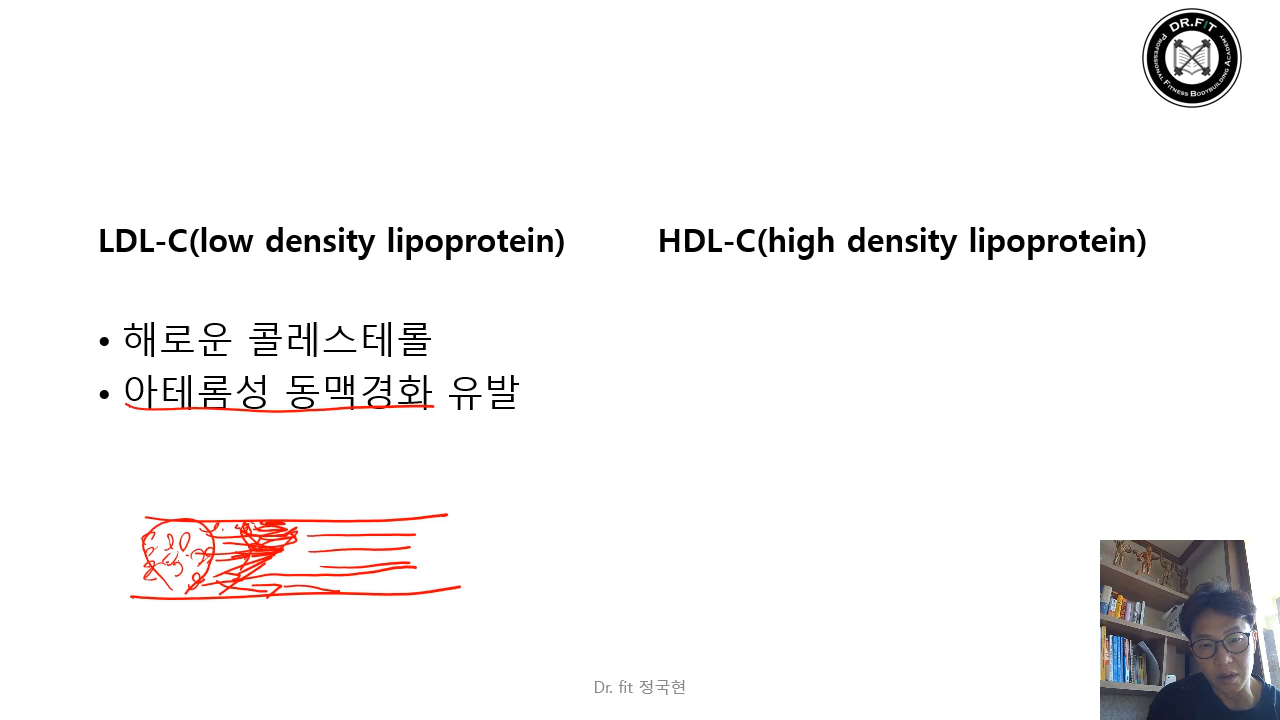 DR.FIT
PROFESSIONAL FITNESS BODYBUILDING ACADEMY
LDL-C(low density lipoprotein)
HDL-C(high density lipoprotein)
• 해로운 콜레스테롤
• 아테롬성 동맥경화 유발
Dr. fit 정국현